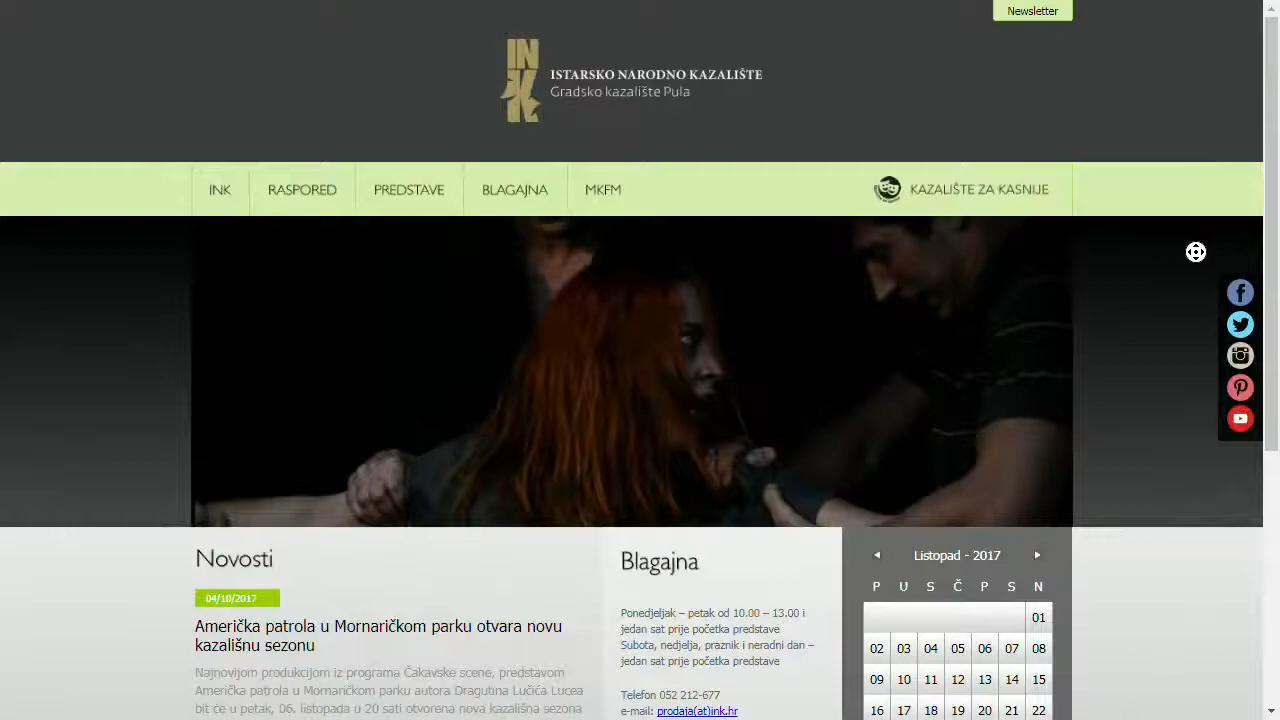 Newsletter
INK
ISTARSKO NARODNO KAZALIŠTE
Gradsko kazalište Pula
INK
RASPORED
PREDSTAVE
BLAGAJNA
MKFM
KAZALIŠTE ZA KASNIJE
Novosti
04/10/2017
Američka patrola u Mornaričkom parku otvara novu
kazališnu sezonu
Najnovijom produkcijom iz programa Čakavske scene, predstavom
Američka patrola u Mornaričkom parku autora Dragutina Lučića Lucea
bit će u petak, 06. listopada u 20 sati otvorena nova kazališna sezona
Blagajna
Ponedjeljak – petak od 10.00 – 13.00 i
jedan sat prije početka predstave
Subota, nedjelja, praznik i neradni dan –
jedan sat prije početka predstave
Telefon 052 212-677
e-mail: prodaja(at)ink.hr
Listopad - 2017
P U S Č P S N
01
02 03 04 05 06 07 08
09 10 11 12 13 14 15
16 17 18 19 20 21 22